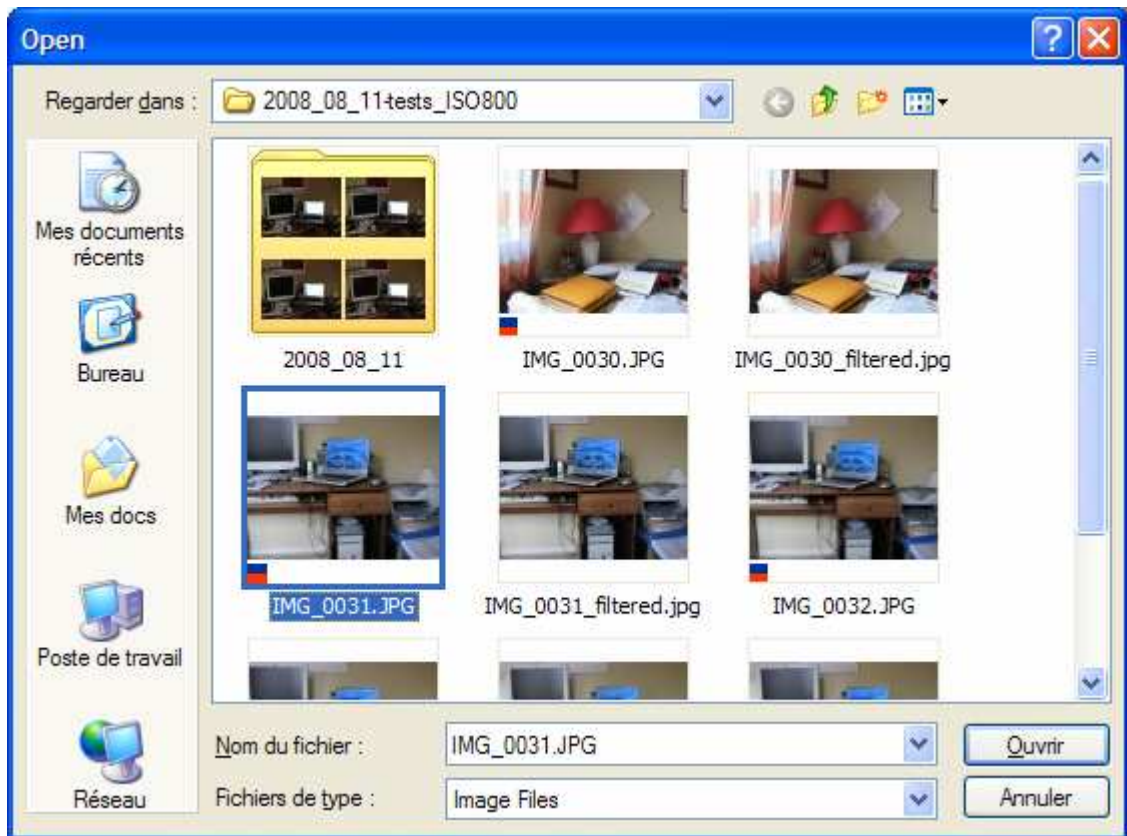 Open
Regarder dans :
2008_08_11-tests_ISO800
Mes documents
récents
Bureau
Mes docs
Poste de travail
Réseau
2008_08_11
IMG_0030.JPG
IMG_0030_filtered.jpg
IMG_0031.JPG
IMG_0031_filtered.jpg
IMG_0032.JPG
Nom du fichier :
IMG_0031.JPG
Ouvrir
Fichiers de type :
Image Files
Annuler